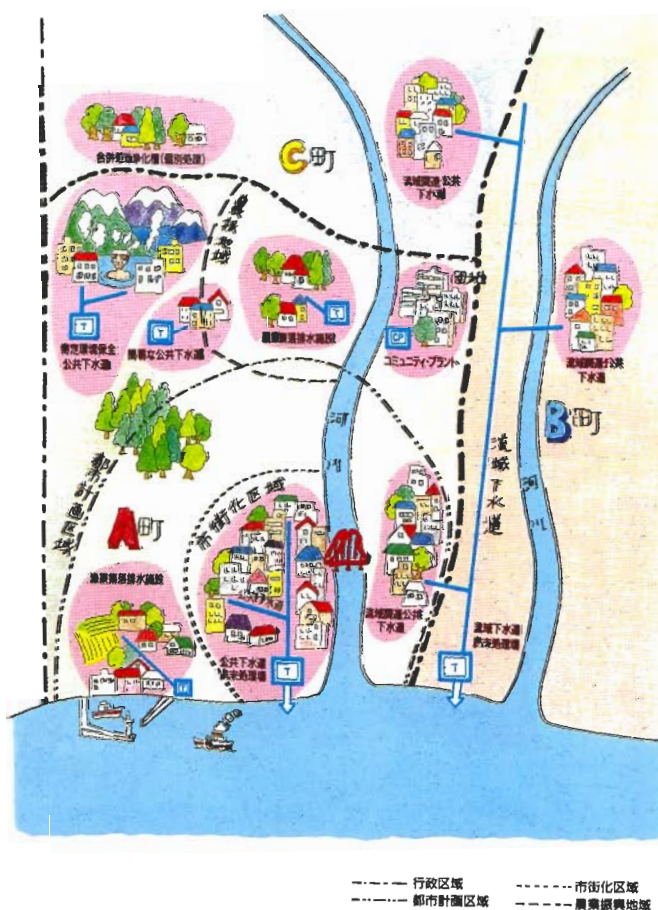 合併処理浄化槽(個別処理)
C町
流域関連公共
下水道
農振地域
団地
T
T
T
CP
特定環境保全
公共下水道
簡易な公共下水道
農業集落排水施設
コミュニティ・プラント
流域関連公共
下水道
B町
河川
河川
流域下水道
都市計画区域
市街化区域
A町
漁業集落排水施設
流域関連公共
下水道
公共下水道
終末処理場
流域下水道
終末処理場
T
T
T
行政区域
都市計画区域
市街化区域
農業振興地域